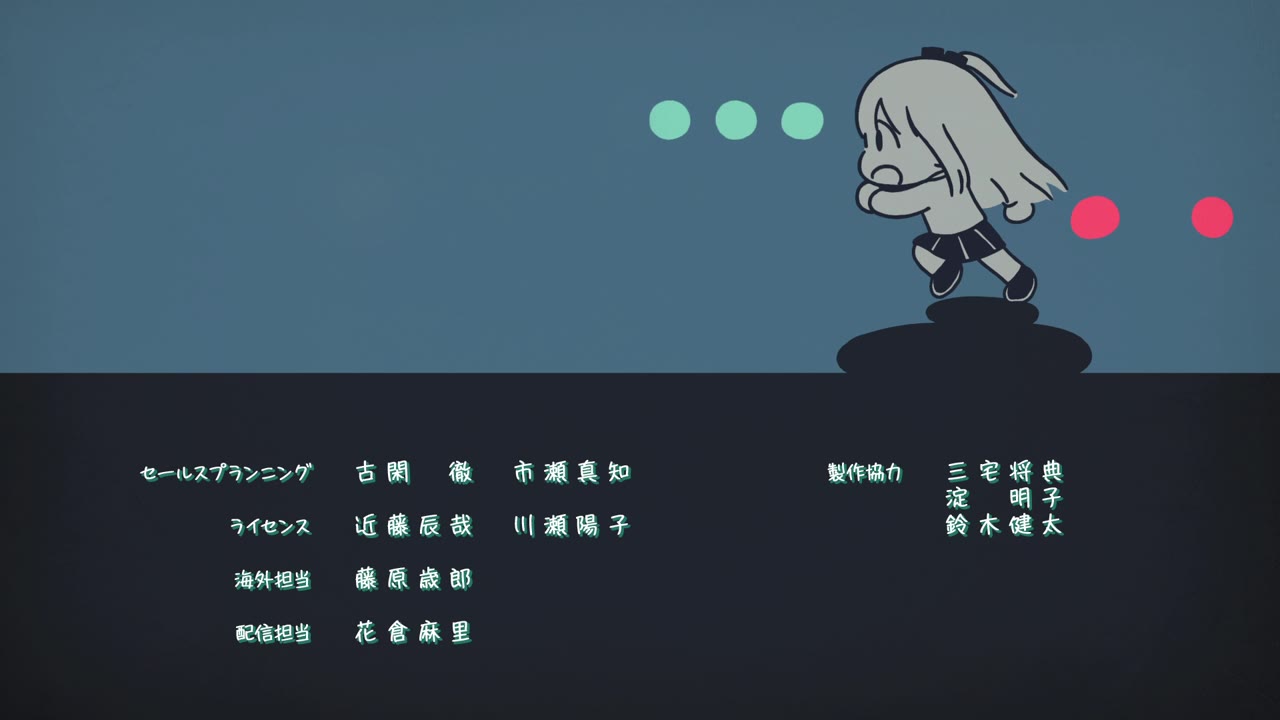 セールスプランニング 古閑 徹 市瀬真知
ライセンス 近藤辰哉 川瀬陽子
海外担当 藤原歳郎
配信担当 花倉麻里
製作協力 三宅将典
淀 明子
鈴木健太